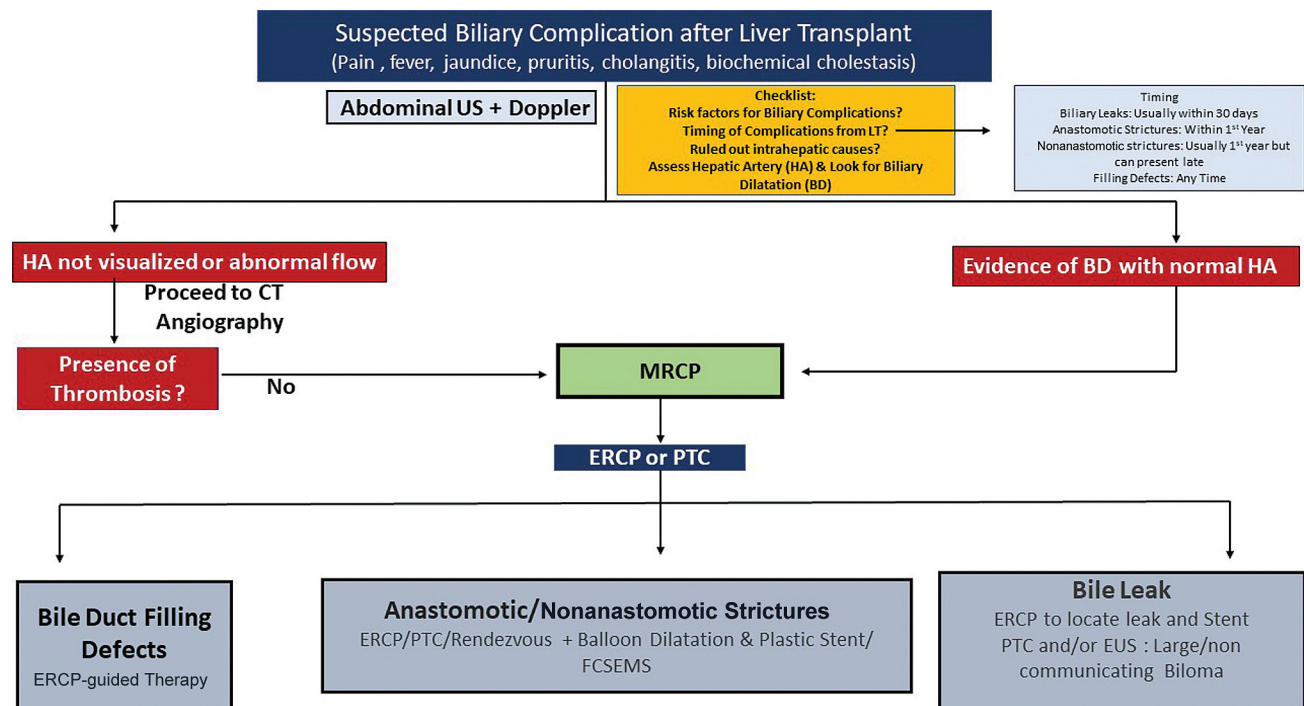 Suspected Biliary Complication after Liver Transplant
(Pain , fever, jaundice, pruritis, cholangitis, biochemical cholestasis)
Abdominal US + Doppler
Checklist:
Risk factors for Biliary Complications?
Timing of Complications from LT?
Ruled out intrahepatic causes?
Assess Hepatic Artery (HA) & Look for Biliary
Dilatation (BD)
Timing
Biliary Leaks: Usually within 30 days
Anastomotic Strictures: Within 1st Year
Nonanastomotic strictures: Usually 1st year but
can present late
Filling Defects: Any Time
HA not visualized or abnormal flow
Evidence of BD with normal HA
Proceed to CT
Angiography
Presence of
Thrombosis ?
No
MRCP
ERCP or PTC
Bile Duct Filling
Defects
ERCP-guided Therapy
Anastomotic/Nonanastomotic Strictures
ERCP/PTC/Rendezvous + Balloon Dilatation & Plastic Stent/
FCSEMS
Bile Leak
ERCP to locate leak and Stent
PTC and/or EUS : Large/non
communicating Biloma